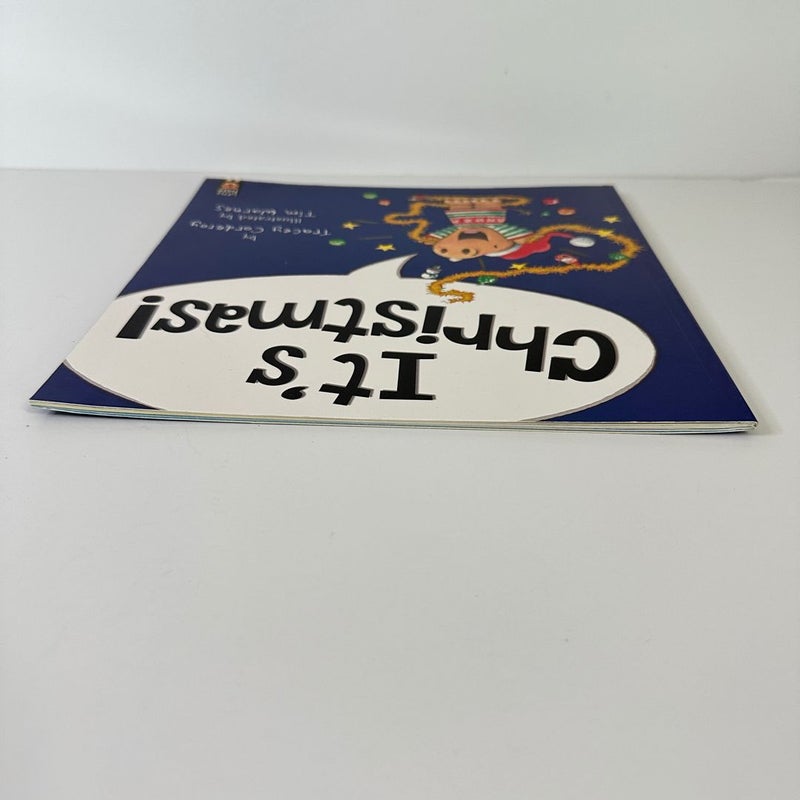 It's
Christmas!
by
Tracey Corderoy
Illustrated by
Tim Warnes